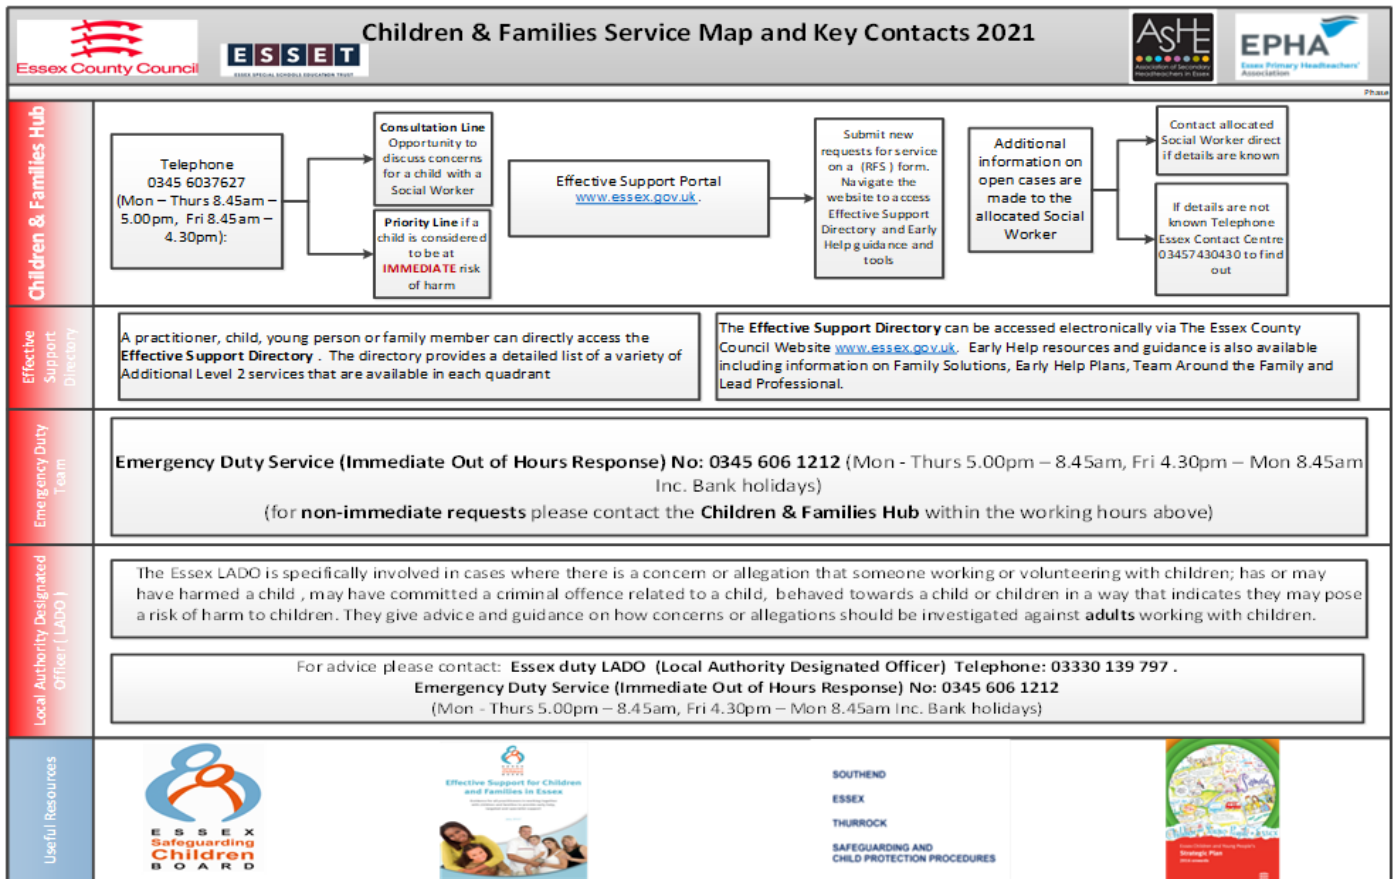 Children & Families Service Map and Key Contacts 2021
Essex County Council
ESSET
ESSEX SPECIAL SCHOOLS EDUCATION TRUST
ASHE
Association of Secondary
Headteachers in Essex
EPHA
Essex Primary Headteachers'
Association
Phase
Children & Families Hub
Telephone
0345 6037627
(Mon – Thurs 8.45am –
5.00pm,  Fri 8.45am –
4.30pm):
Consultation Line
Opportunity to
discuss concerns
for a child with a
Social Worker
Priority Line if a
child is considered
to be at
IMMEDIATE risk
of harm
Effective Support Portal
www.essex.gov.uk .
Submit new
requests for service
on a  (RFS ) form.
Navigate the
website to access
Effective Support
Directory  and Early
Help guidance and
tools
Additional
information on
open cases are
made to the
allocated Social
Worker
Contact allocated
Social Worker direct
if details are known
If details are not
known Telephone
Essex Contact Centre
03457430430 to find
out
Effective
Support
Directory
A practitioner, child, young person or family member can directly access the
Effective Support Directory .  The directory provides a detailed list of a variety of
Additional Level 2 services that are available in each quadrant
The Effective Support Directory can be accessed electronically via The Essex County
Council Website www.essex.gov.uk.  Early Help resources and guidance is also available
including information on Family Solutions, Early Help Plans, Team Around the Family and
Lead Professional.
Emergency Duty
Team
Emergency Duty Service (Immediate Out of Hours Response) No: 0345 606 1212 (Mon - Thurs 5.00pm – 8.45am, Fri 4.30pm – Mon 8.45am
Inc. Bank holidays)
(for non-immediate requests please contact the Children & Families Hub within the working hours above)
Local Authority Designated
Officer ( LADO )
The Essex LADO is specifically involved in cases where there is a concern or allegation that someone working or volunteering with children; has or may
have harmed a child , may have committed a criminal offence related to a child,  behaved towards a child or children in a way that indicates they may pose
a risk of harm to children. They give advice and guidance on how concerns or allegations should be investigated against adults working with children.
For advice please contact:  Essex duty LADO  (Local Authority Designated Officer)  Telephone: 03330 139 797 .
Emergency Duty Service (Immediate Out of Hours Response) No: 0345 606 1212
(Mon - Thurs 5.00pm – 8.45am, Fri 4.30pm – Mon 8.45am Inc. Bank holidays)
Useful Resources
ESSEX
Safeguarding
Children
BOARD
Effective Support for Children
and Families in Essex
SOUTHEND
ESSEX
THURROCK
SAFEGUARDING AND
CHILD PROTECTION PROCEDURES
Essex Children and Young People's
Strategic Plan